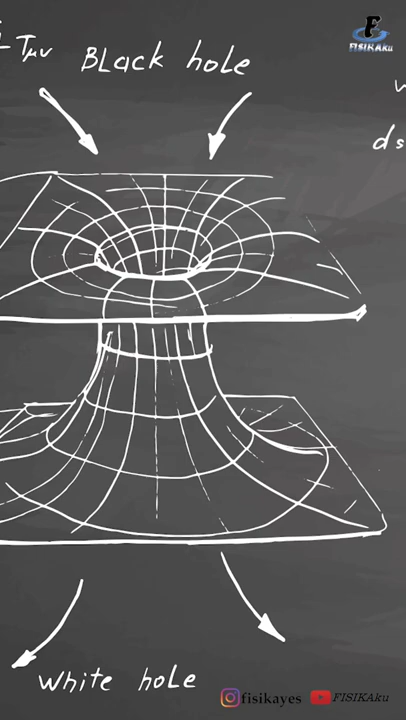 Tμν
BLack hole
FISIKAku
ds
White hole
fisikayes FISIKAku